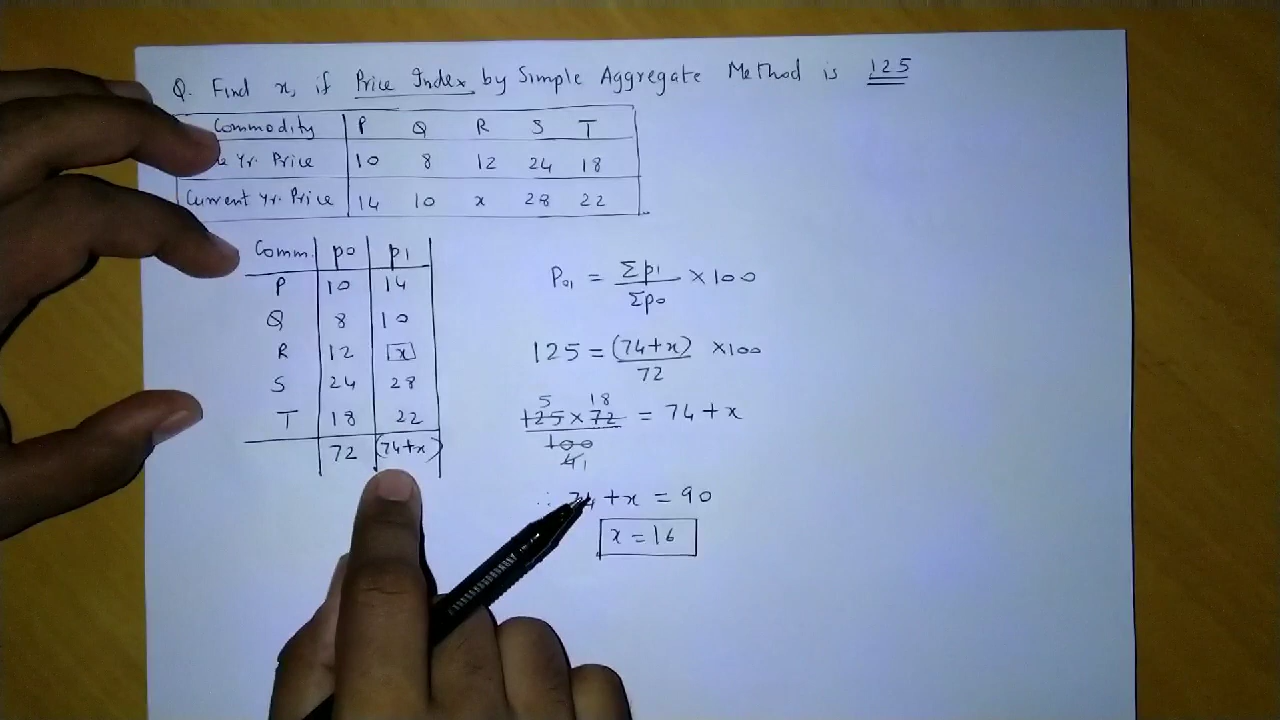 Q. Find x, if Price Index by Simple Aggregate Method is 125
Commodity P Q R S T
Yr. Price 10 8 12 24 18
Current Yr. Price 14 10 x 28 22
Comm. p0 p1
P 10 14
Q 8 10
R 12 x
S 24 28
T 18 22
72 (74+x)
P01 = Σp1 / Σp0 × 100
125 = (74+x) / 72 × 100
5 18
125 × 72 / 100 = 74 + x
4 1
∴ 74 + x = 90
x = 16